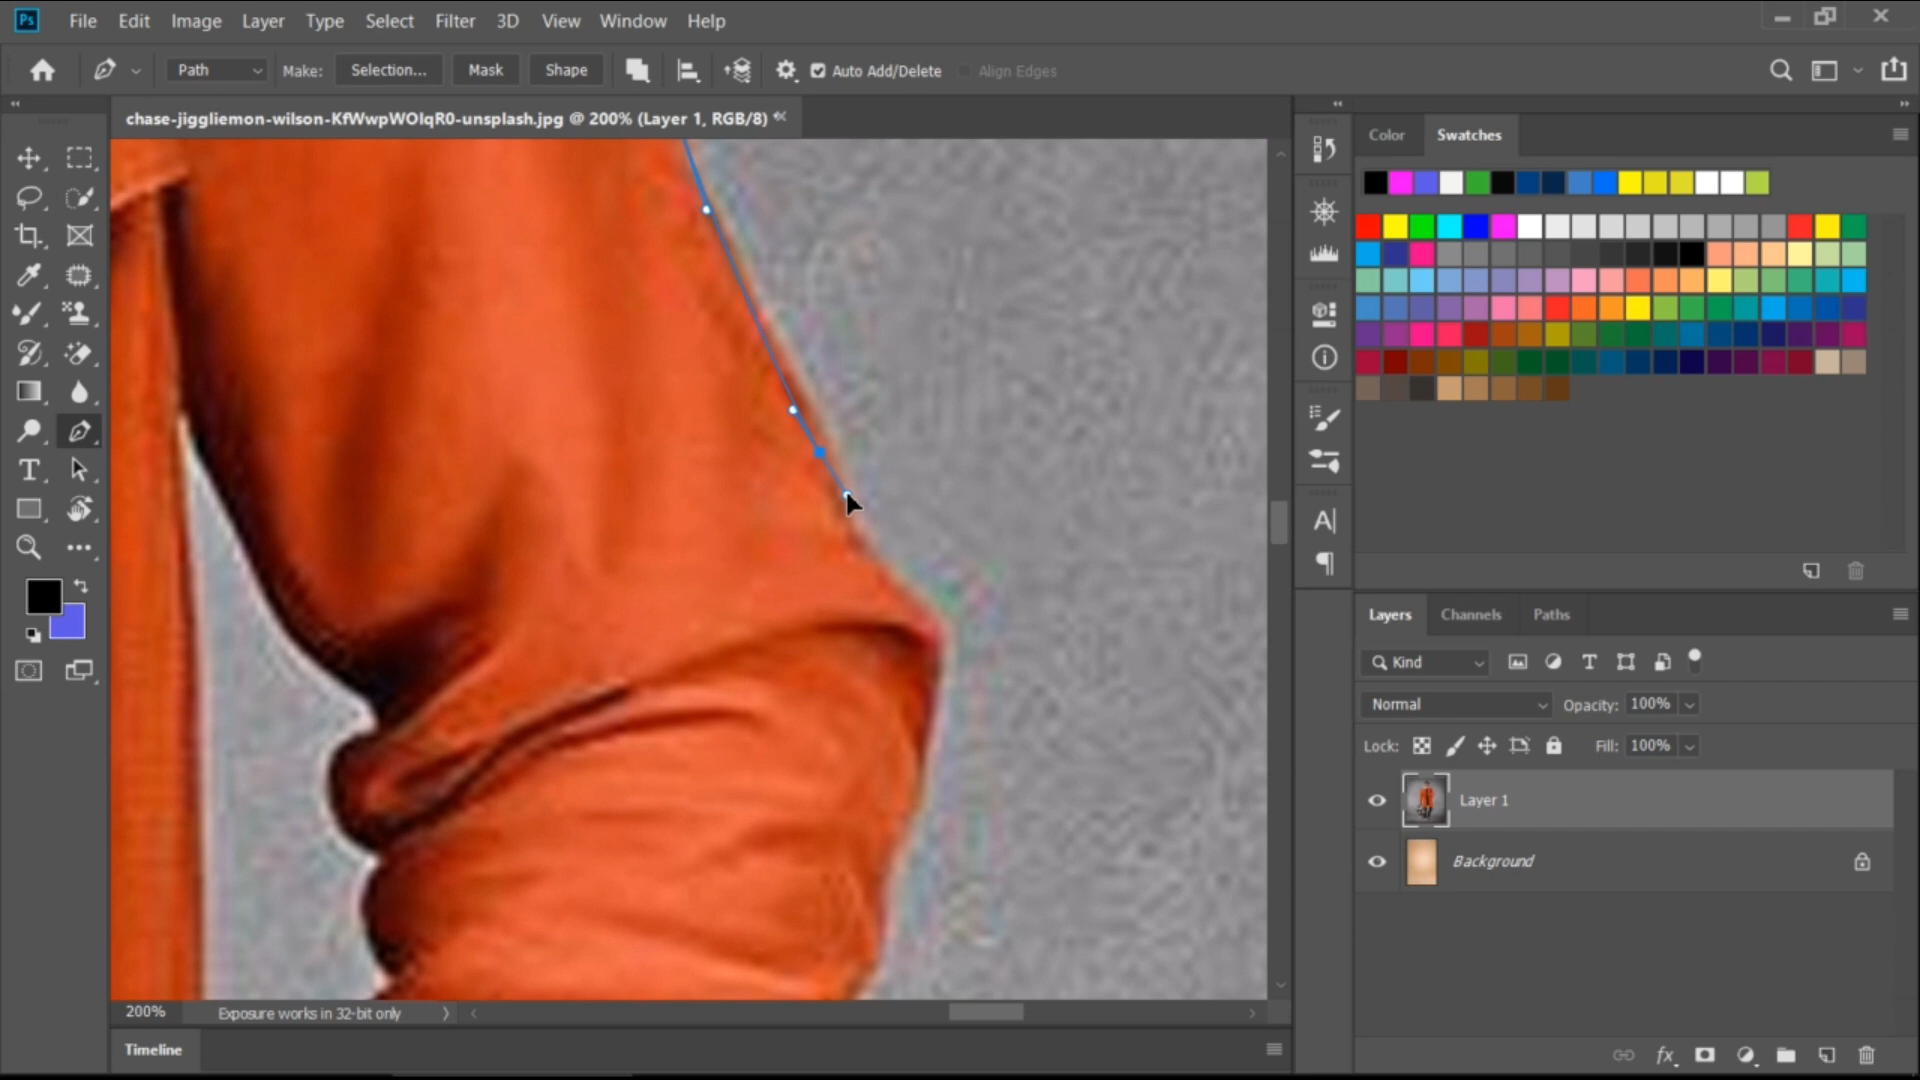 Ps File Edit Image Layer Type Select Filter 3D View Window Help
Path Make: Selection... Mask Shape Auto Add/Delete Align Edges
chase-jiggliemon-wilson-KfWwpWOIqR0-unsplash.jpg @ 200% (Layer 1, RGB/8) *
Color Swatches
Layers Channels Paths
Kind
Normal Opacity: 100%
Lock: Fill: 100%
Layer 1
Background
200% Exposure works in 32-bit only
Timeline
fx